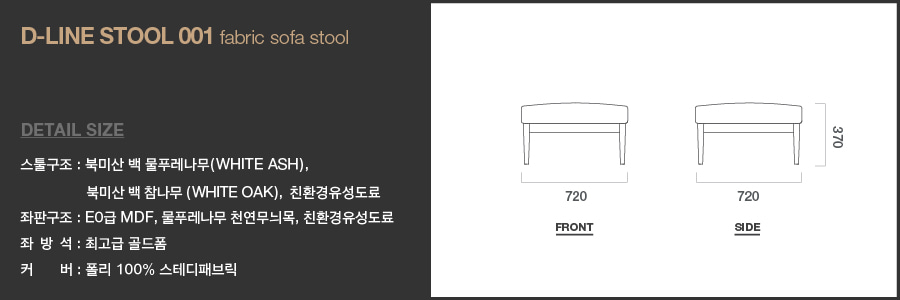 D-LINE STOOL 001 fabric sofa stool
DETAIL SIZE
스툴구조 : 북미산 백 물푸레나무(WHITE ASH),
북미산 백 참나무 (WHITE OAK), 친환경유성도료
좌판구조 : E0급 MDF, 물푸레나무 천연무늬목, 친환경유성도료
좌 방 석 : 최고급 골드폼
커 버 : 폴리 100% 스테디패브릭
370
720
720
FRONT
SIDE